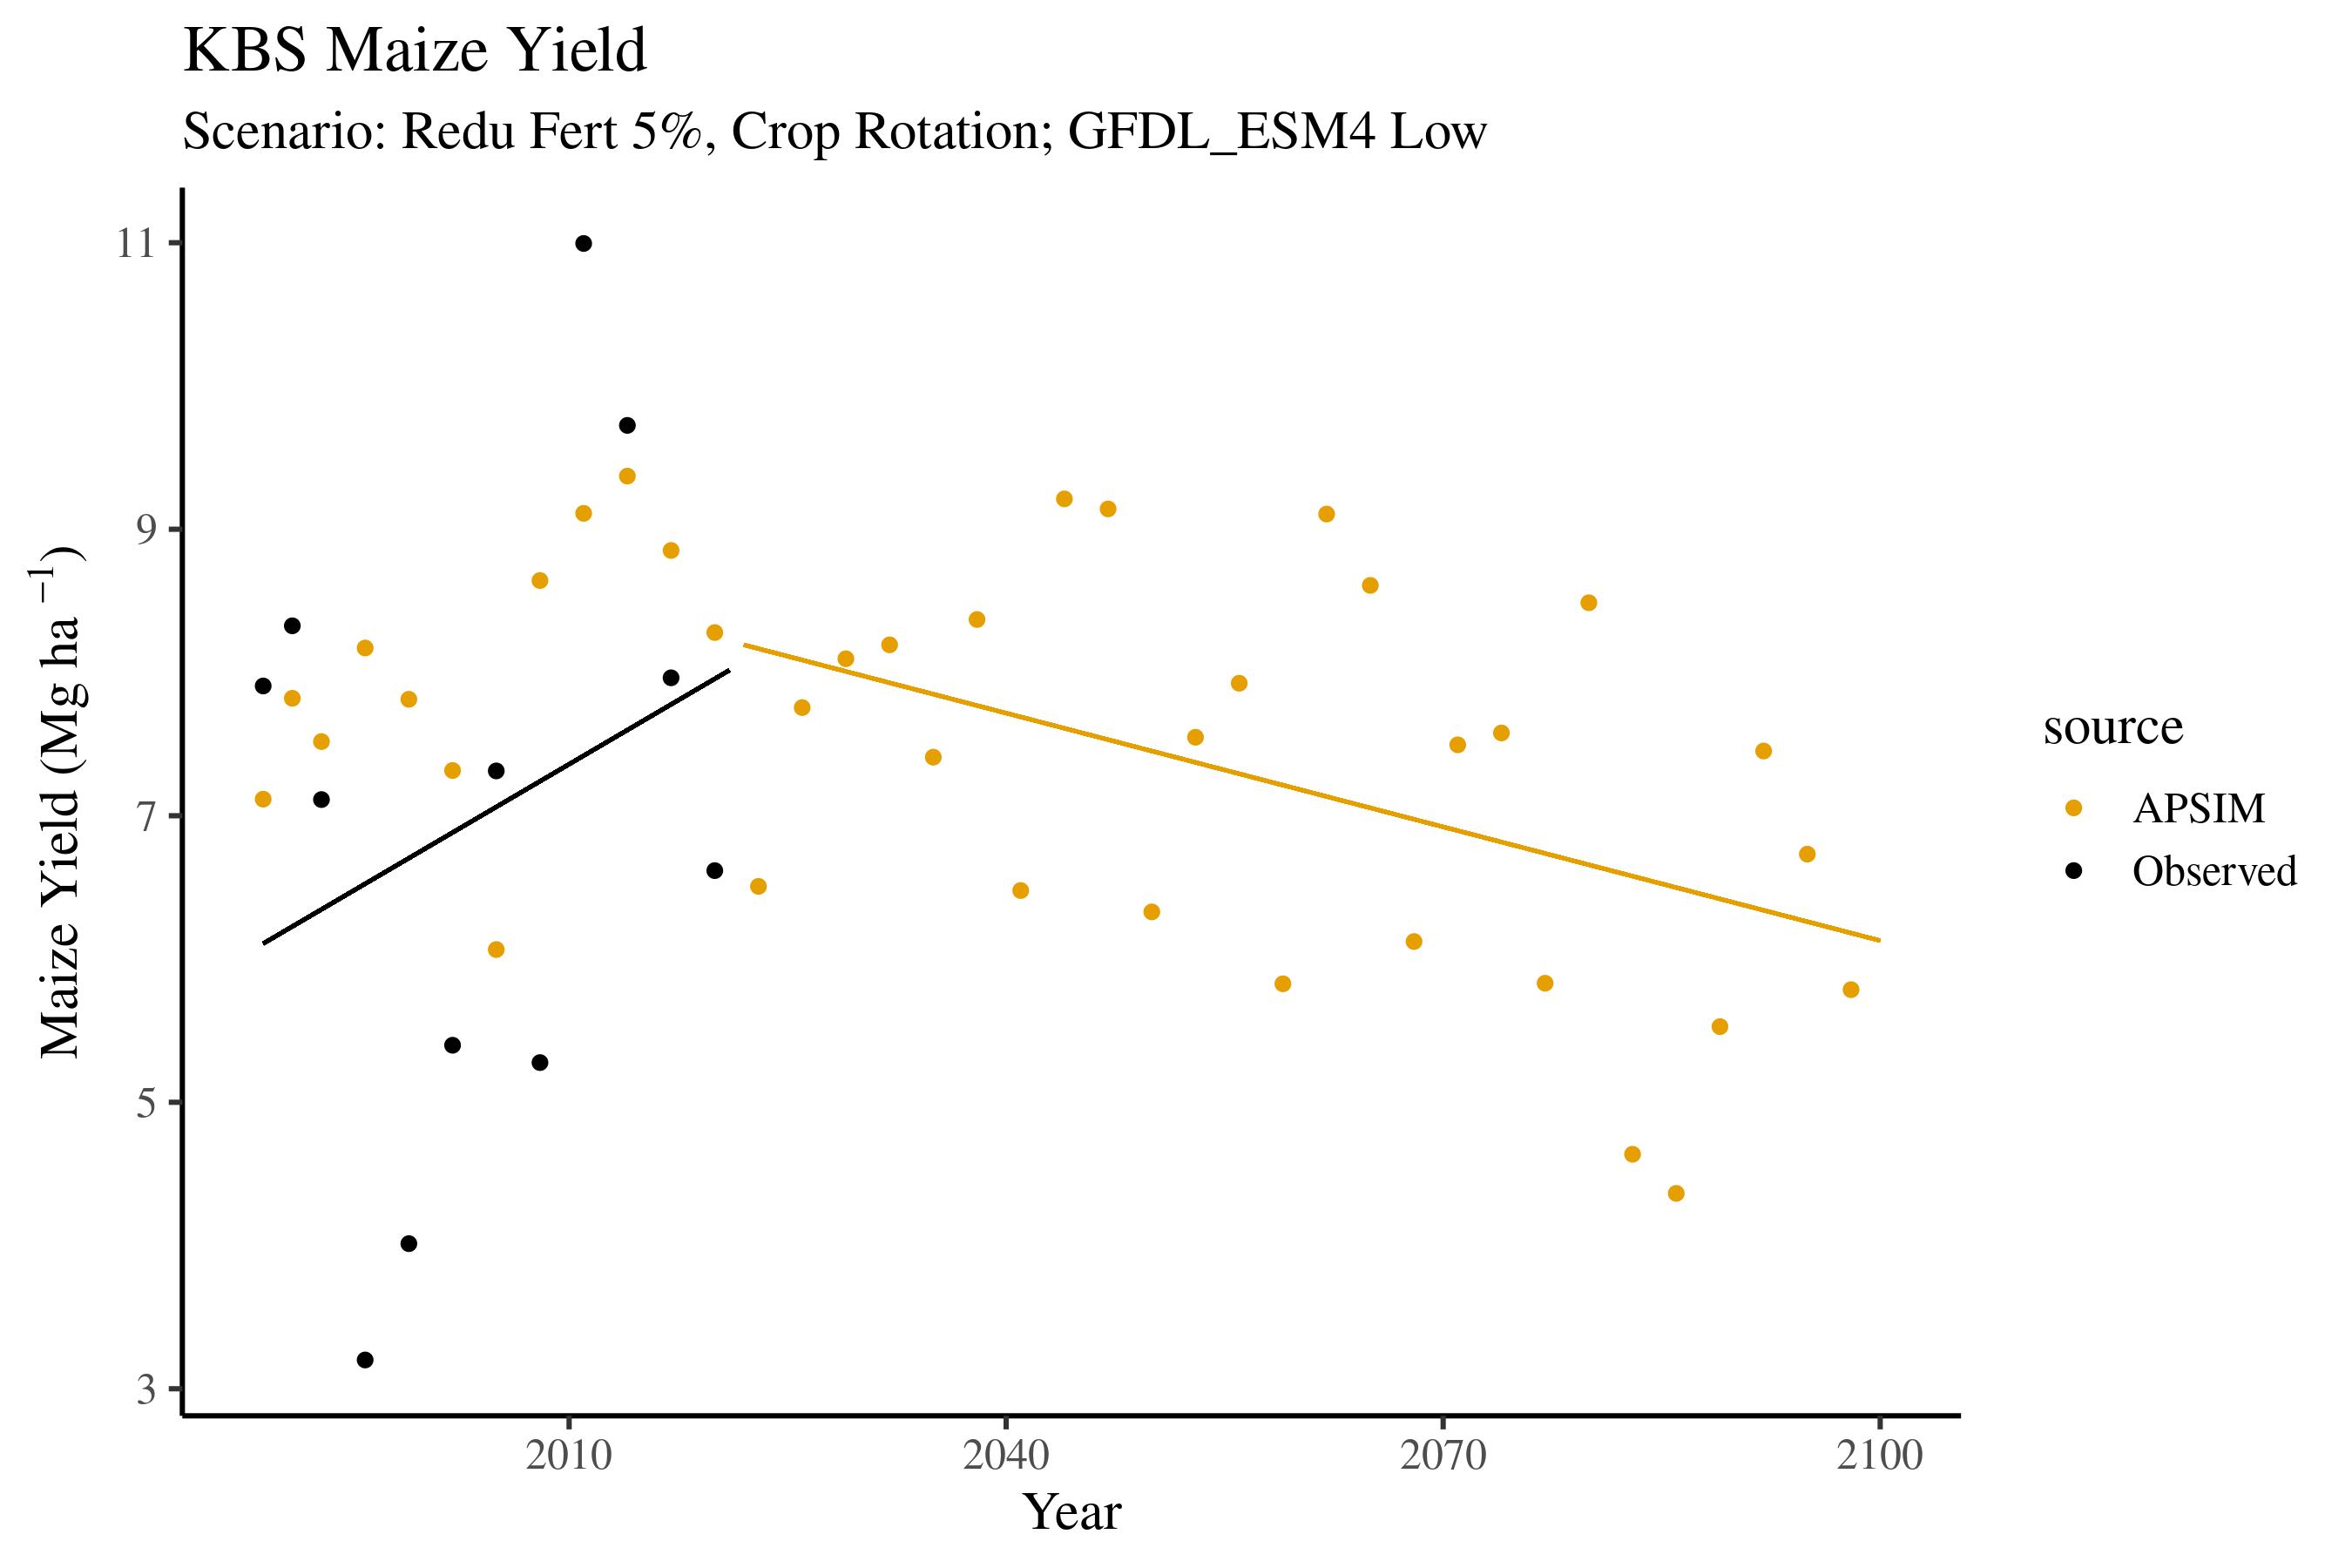 KBS Maize Yield
Scenario: Redu Fert 5%, Crop Rotation; GFDL_ESM4 Low
11
9
7
5
3
Maize Yield (Mg ha⁻¹)
2010 2040 2070 2100
Year
source
APSIM
Observed